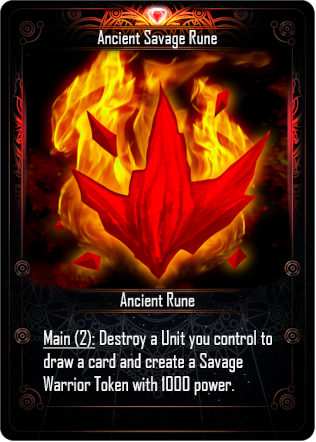 Ancient Savage Rune
Ancient Rune
Main (2): Destroy a Unit you control to
draw a card and create a Savage
Warrior Token with 1000 power.